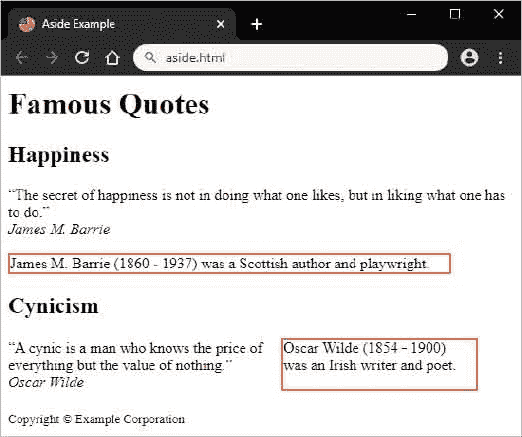 Aside Example
aside.html
Famous Quotes
Happiness
“The secret of happiness is not in doing what one likes, but in liking what one has
to do.”
James M. Barrie
James M. Barrie (1860 - 1937) was a Scottish author and playwright.
Cynicism
“A cynic is a man who knows the price of
everything but the value of nothing.”
Oscar Wilde
Oscar Wilde (1854 - 1900)
was an Irish writer and poet.
Copyright © Example Corporation